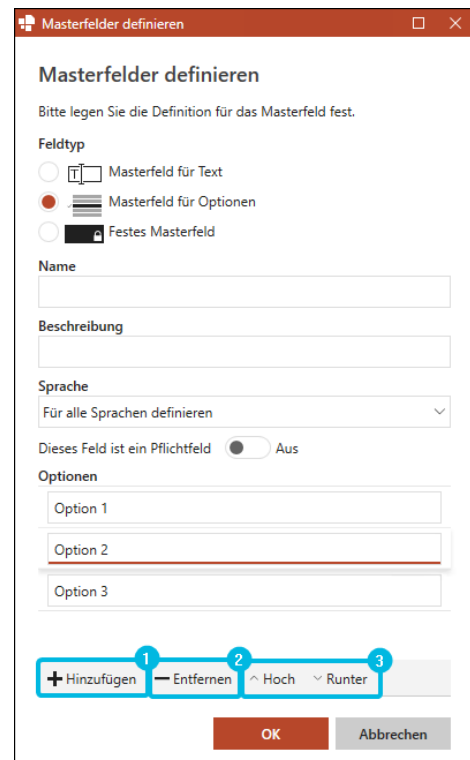 Masterfelder definieren
Masterfelder definieren
Bitte legen Sie die Definition für das Masterfeld fest.
Feldtyp
T Masterfeld für Text
Masterfeld für Optionen
Festes Masterfeld
Name
Beschreibung
Sprache
Für alle Sprachen definieren
Dieses Feld ist ein Pflichtfeld Aus
Optionen
Option 1
Option 2
Option 3
1 2 3
Hinzufügen Entfernen Hoch Runter
OK Abbrechen